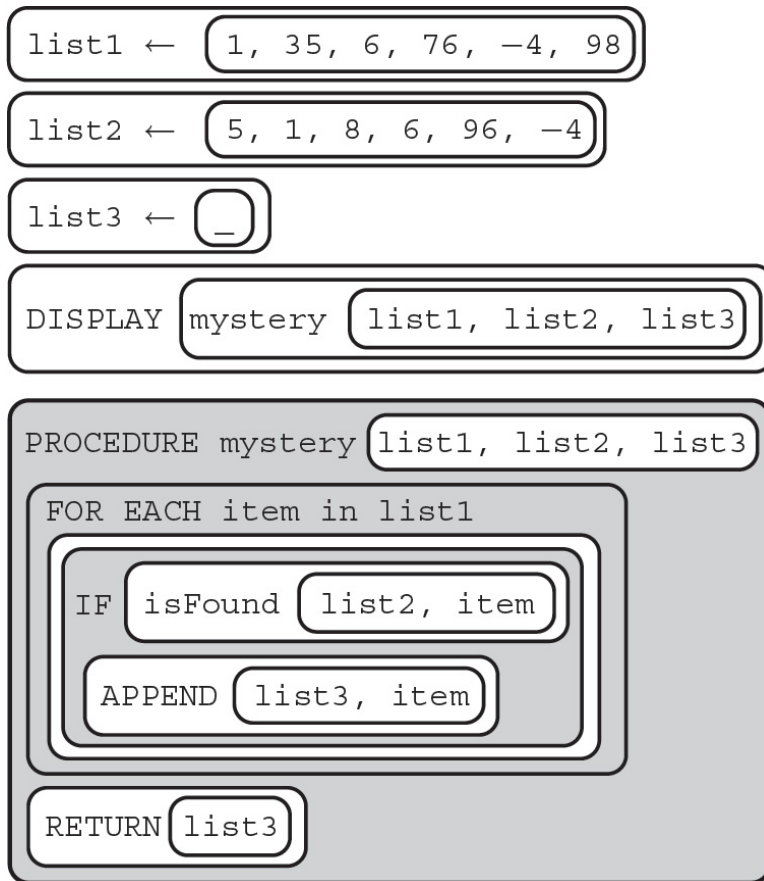 list1 ← 1, 35, 6, 76, −4, 98
list2 ← 5, 1, 8, 6, 96, −4
list3 ← _
DISPLAY mystery list1, list2, list3
PROCEDURE mystery list1, list2, list3
FOR EACH item in list1
IF isFound list2, item
APPEND list3, item
RETURN list3